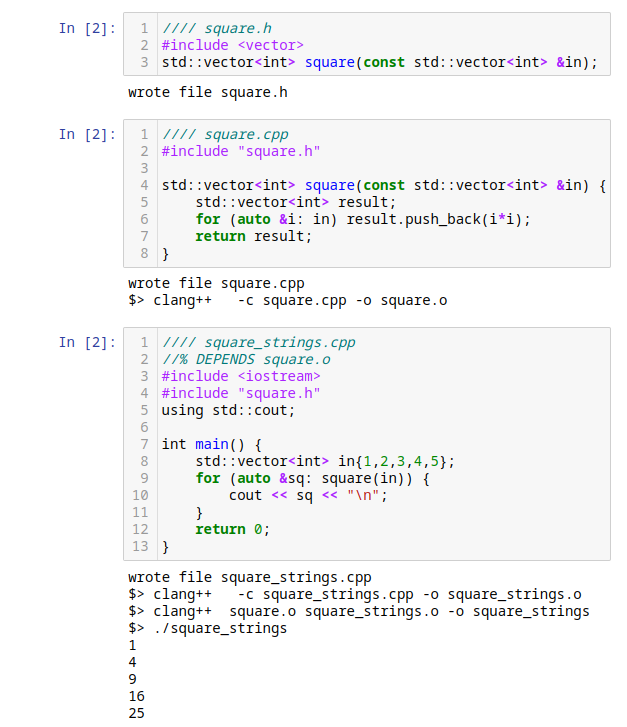 In [2]:
1 //// square.h
2 #include <vector>
3 std::vector<int> square(const std::vector<int> &in);
wrote file square.h
In [2]:
1 //// square.cpp
2 #include "square.h"
3
4 std::vector<int> square(const std::vector<int> &in) {
5     std::vector<int> result;
6     for (auto &i: in) result.push_back(i*i);
7     return result;
8 }
wrote file square.cpp
$> clang++   -c square.cpp -o square.o
In [2]:
1 //// square_strings.cpp
2 //% DEPENDS square.o
3 #include <iostream>
4 #include "square.h"
5 using std::cout;
6
7 int main() {
8     std::vector<int> in{1,2,3,4,5};
9     for (auto &sq: square(in)) {
10         cout << sq << "\n";
11     }
12     return 0;
13 }
wrote file square_strings.cpp
$> clang++   -c square_strings.cpp -o square_strings.o
$> clang++  square.o square_strings.o -o square_strings
$> ./square_strings
1
4
9
16
25